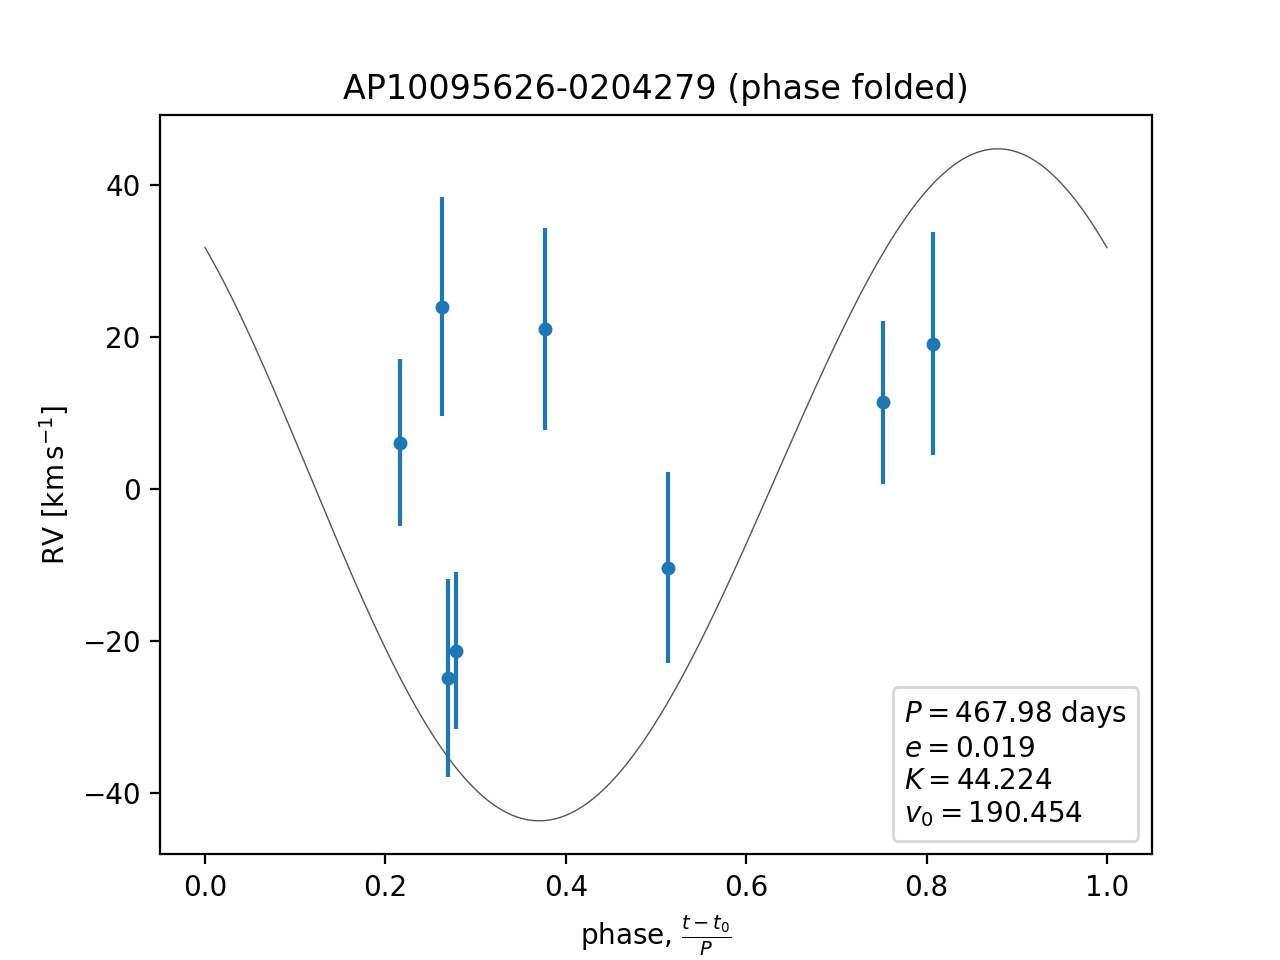 AP10095626-0204279 (phase folded)
RV [km s⁻¹]
40
20
0
−20
−40
P = 467.98 days
e = 0.019
K = 44.224
v₀ = 190.454
0.0 0.2 0.4 0.6 0.8 1.0
phase, (t − t₀)/P